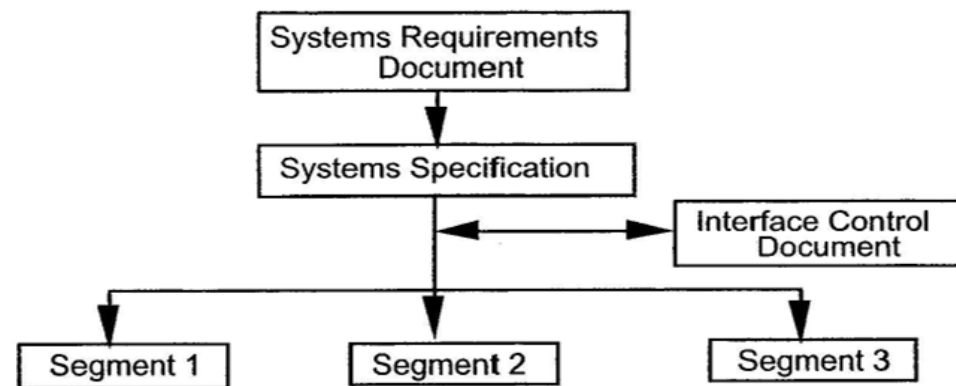 Systems Requirements
Document
Systems Specification
Interface Control
Document
Segment 1
Segment 2
Segment 3